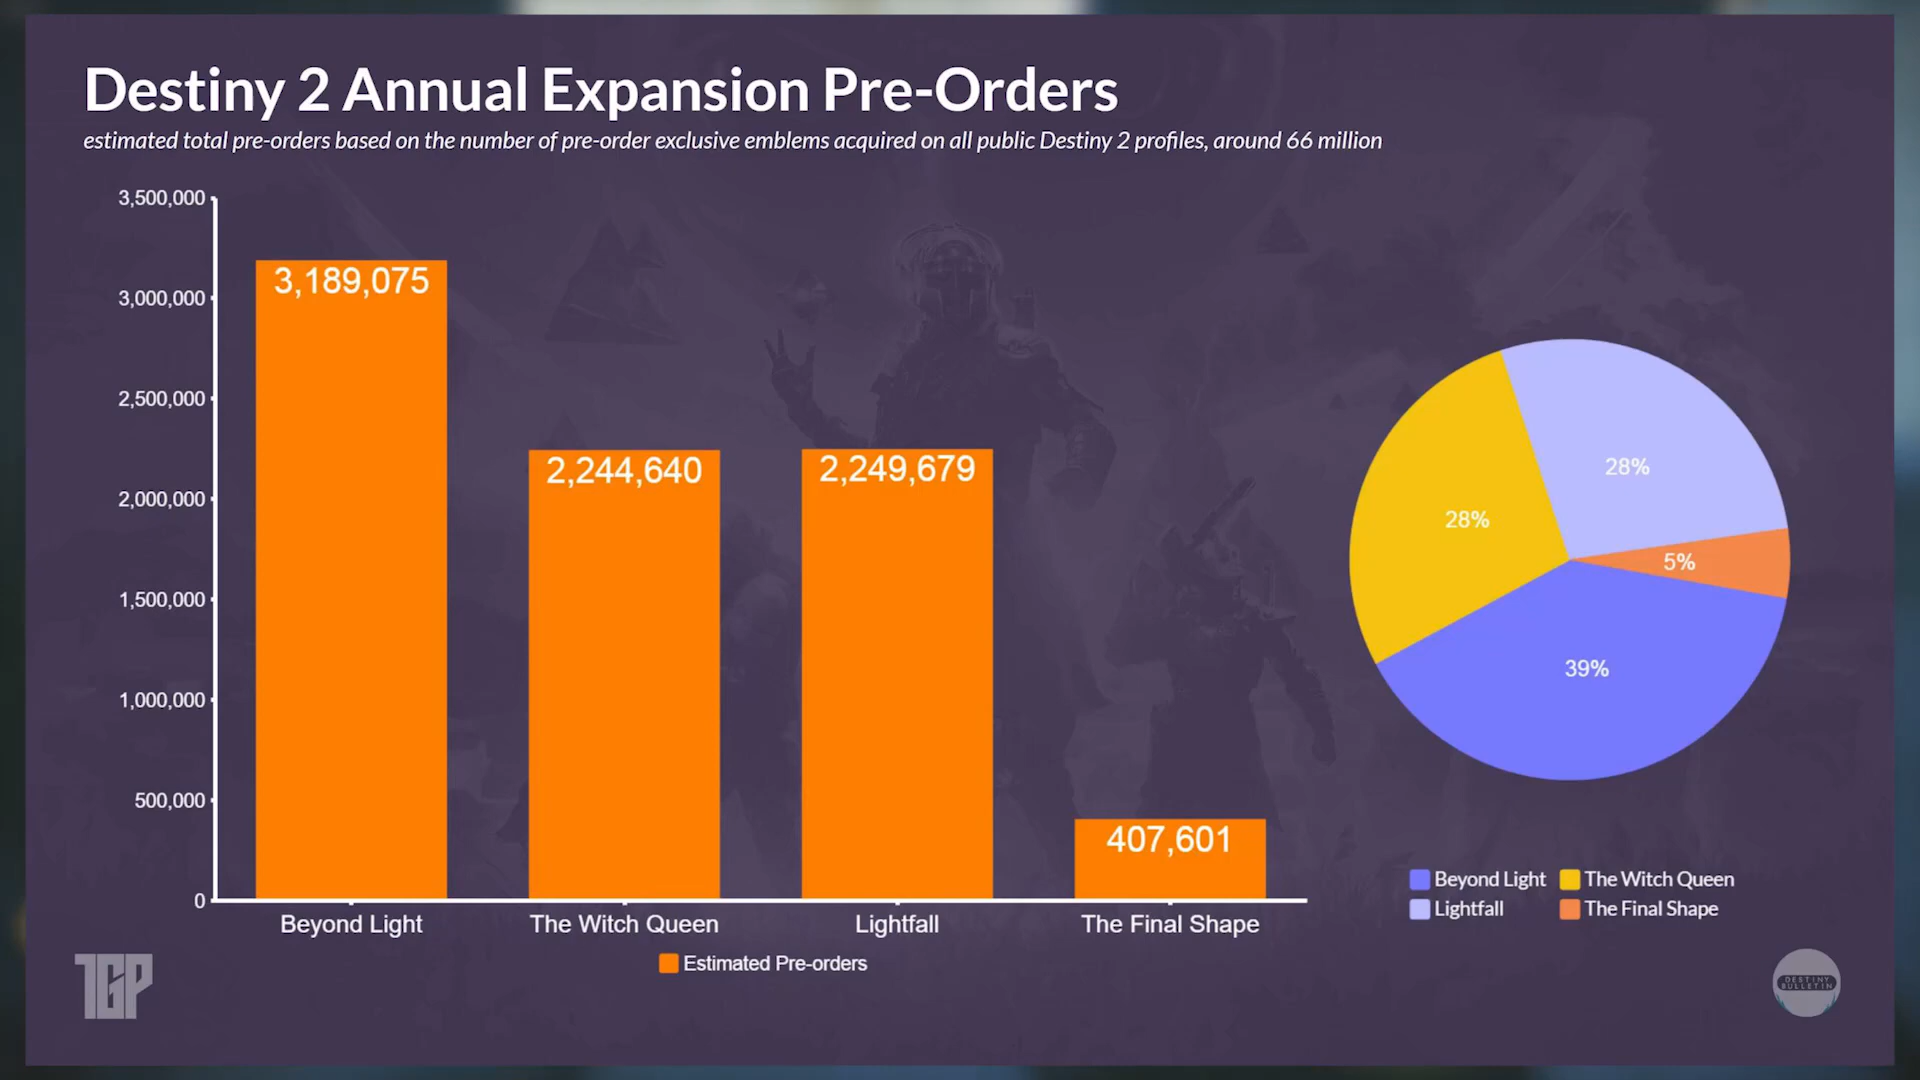 Destiny 2 Annual Expansion Pre-Orders
estimated total pre-orders based on the number of pre-order exclusive emblems acquired on all public Destiny 2 profiles, around 66 million
3,500,000
3,000,000
2,500,000
2,000,000
1,500,000
1,000,000
500,000
0
3,189,075
2,244,640
2,249,679
407,601
Beyond Light
The Witch Queen
Lightfall
The Final Shape
Estimated Pre-orders
28%
28%
5%
39%
Beyond Light
The Witch Queen
Lightfall
The Final Shape
TGP
DESTINY
BULLETIN